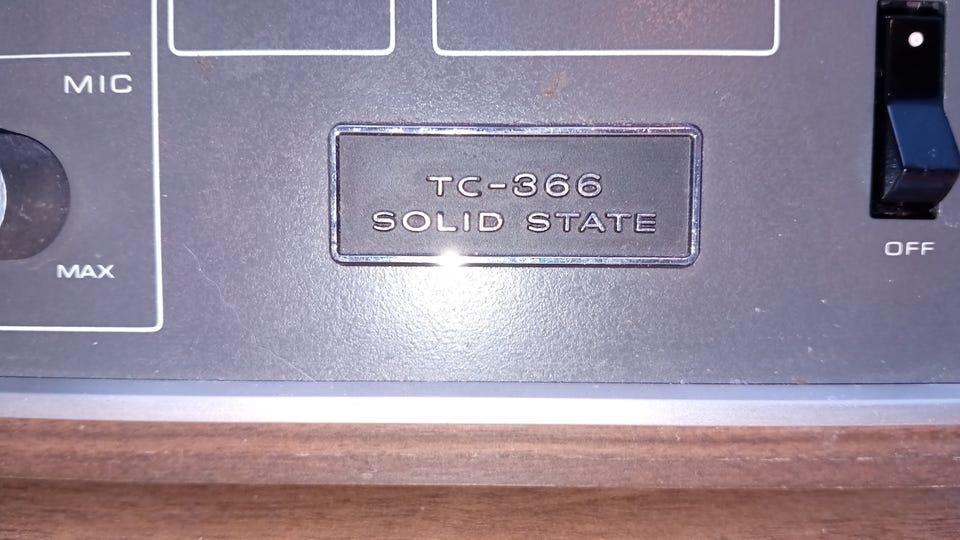 MIC
MAX
TC-366
SOLID STATE
OFF